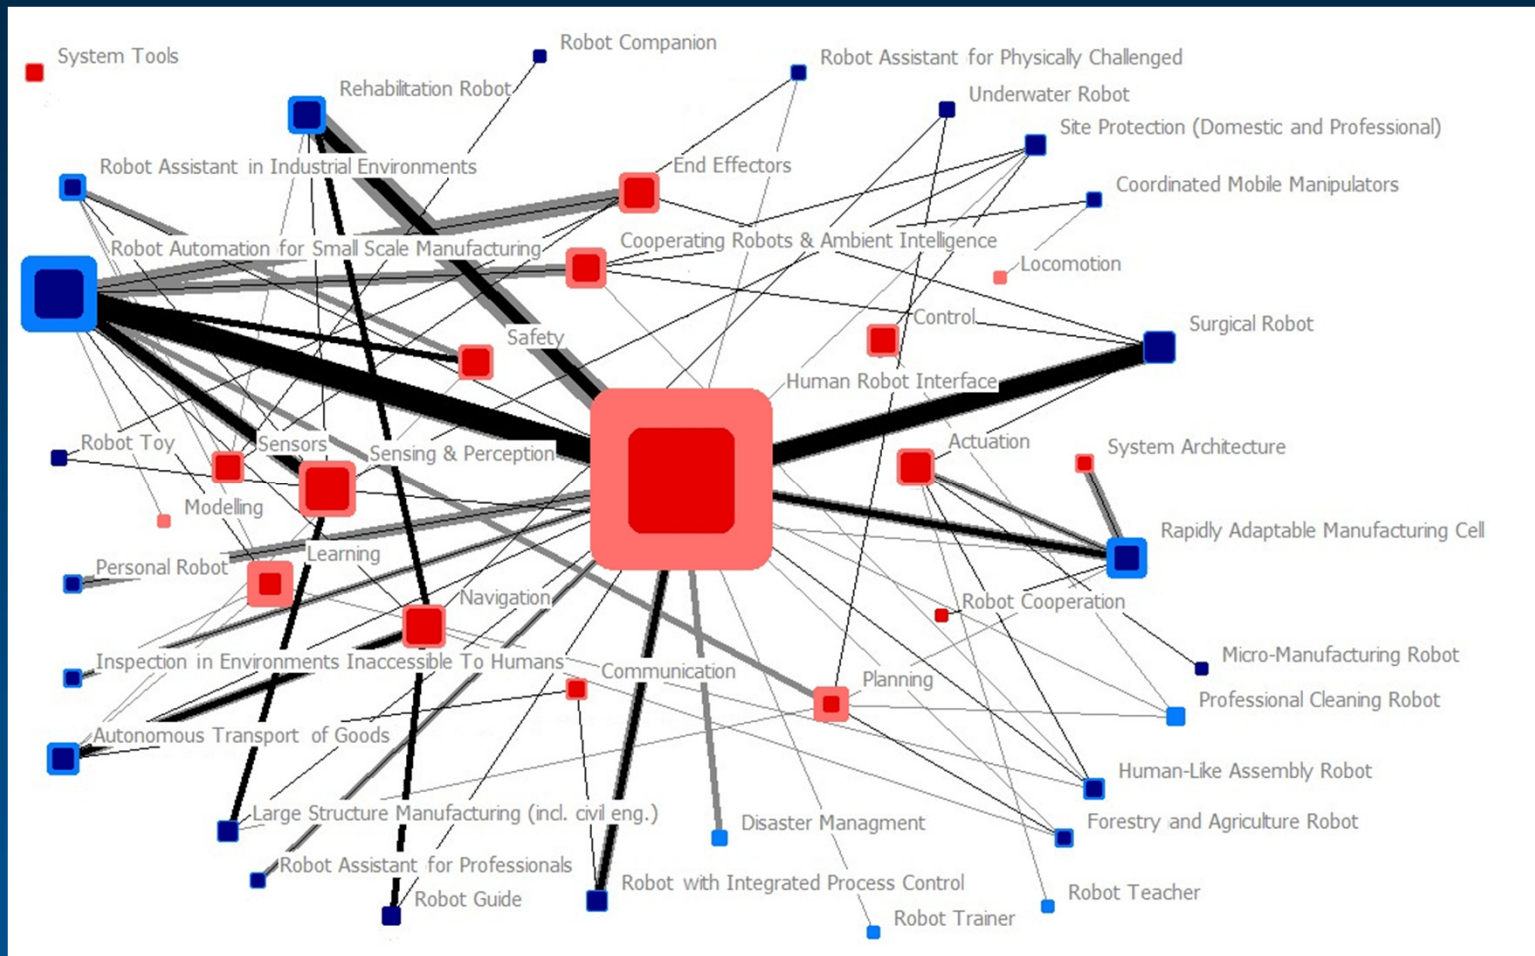 System Tools
Robot Companion
Robot Assistant for Physically Challenged
Rehabilitation Robot
Underwater Robot
Site Protection (Domestic and Professional)
Robot Assistant in Industrial Environments
End Effectors
Coordinated Mobile Manipulators
Robot Automation for Small Scale Manufacturing
Cooperating Robots & Ambient Intelligence
Locomotion
Safety
Control
Surgical Robot
Human Robot Interface
Robot Toy
Sensors
Sensing & Perception
Actuation
System Architecture
Modelling
Rapidly Adaptable Manufacturing Cell
Personal Robot
Learning
Navigation
Robot Cooperation
Inspection in Environments Inaccessible To Humans
Communication
Planning
Micro-Manufacturing Robot
Professional Cleaning Robot
Autonomous Transport of Goods
Human-Like Assembly Robot
Large Structure Manufacturing (incl. civil eng.)
Disaster Managment
Forestry and Agriculture Robot
Robot Assistant for Professionals
Robot with Integrated Process Control
Robot Teacher
Robot Guide
Robot Trainer